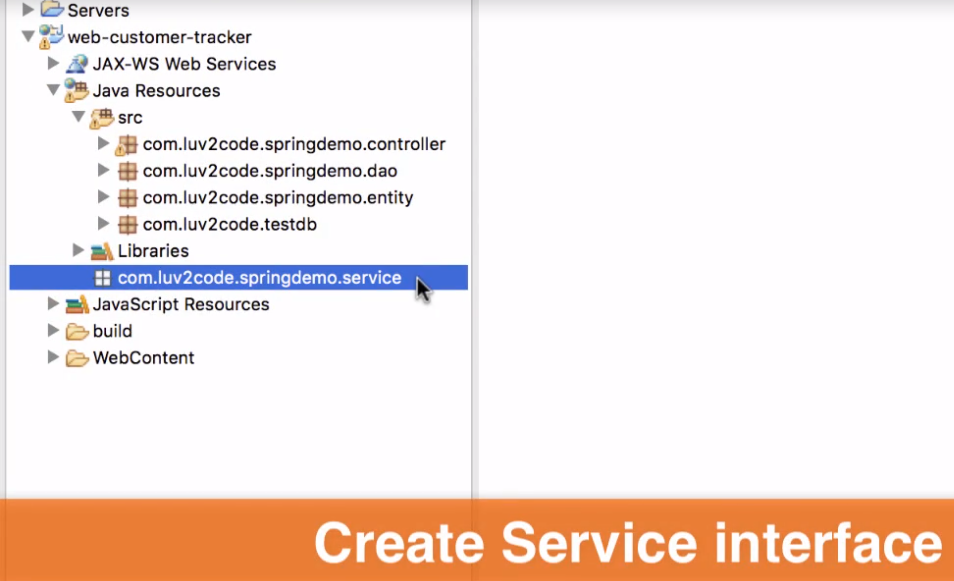 Servers
web-customer-tracker
JAX-WS Web Services
Java Resources
src
com.luv2code.springdemo.controller
com.luv2code.springdemo.dao
com.luv2code.springdemo.entity
com.luv2code.testdb
Libraries
com.luv2code.springdemo.service
JavaScript Resources
build
WebContent
Create Service interface